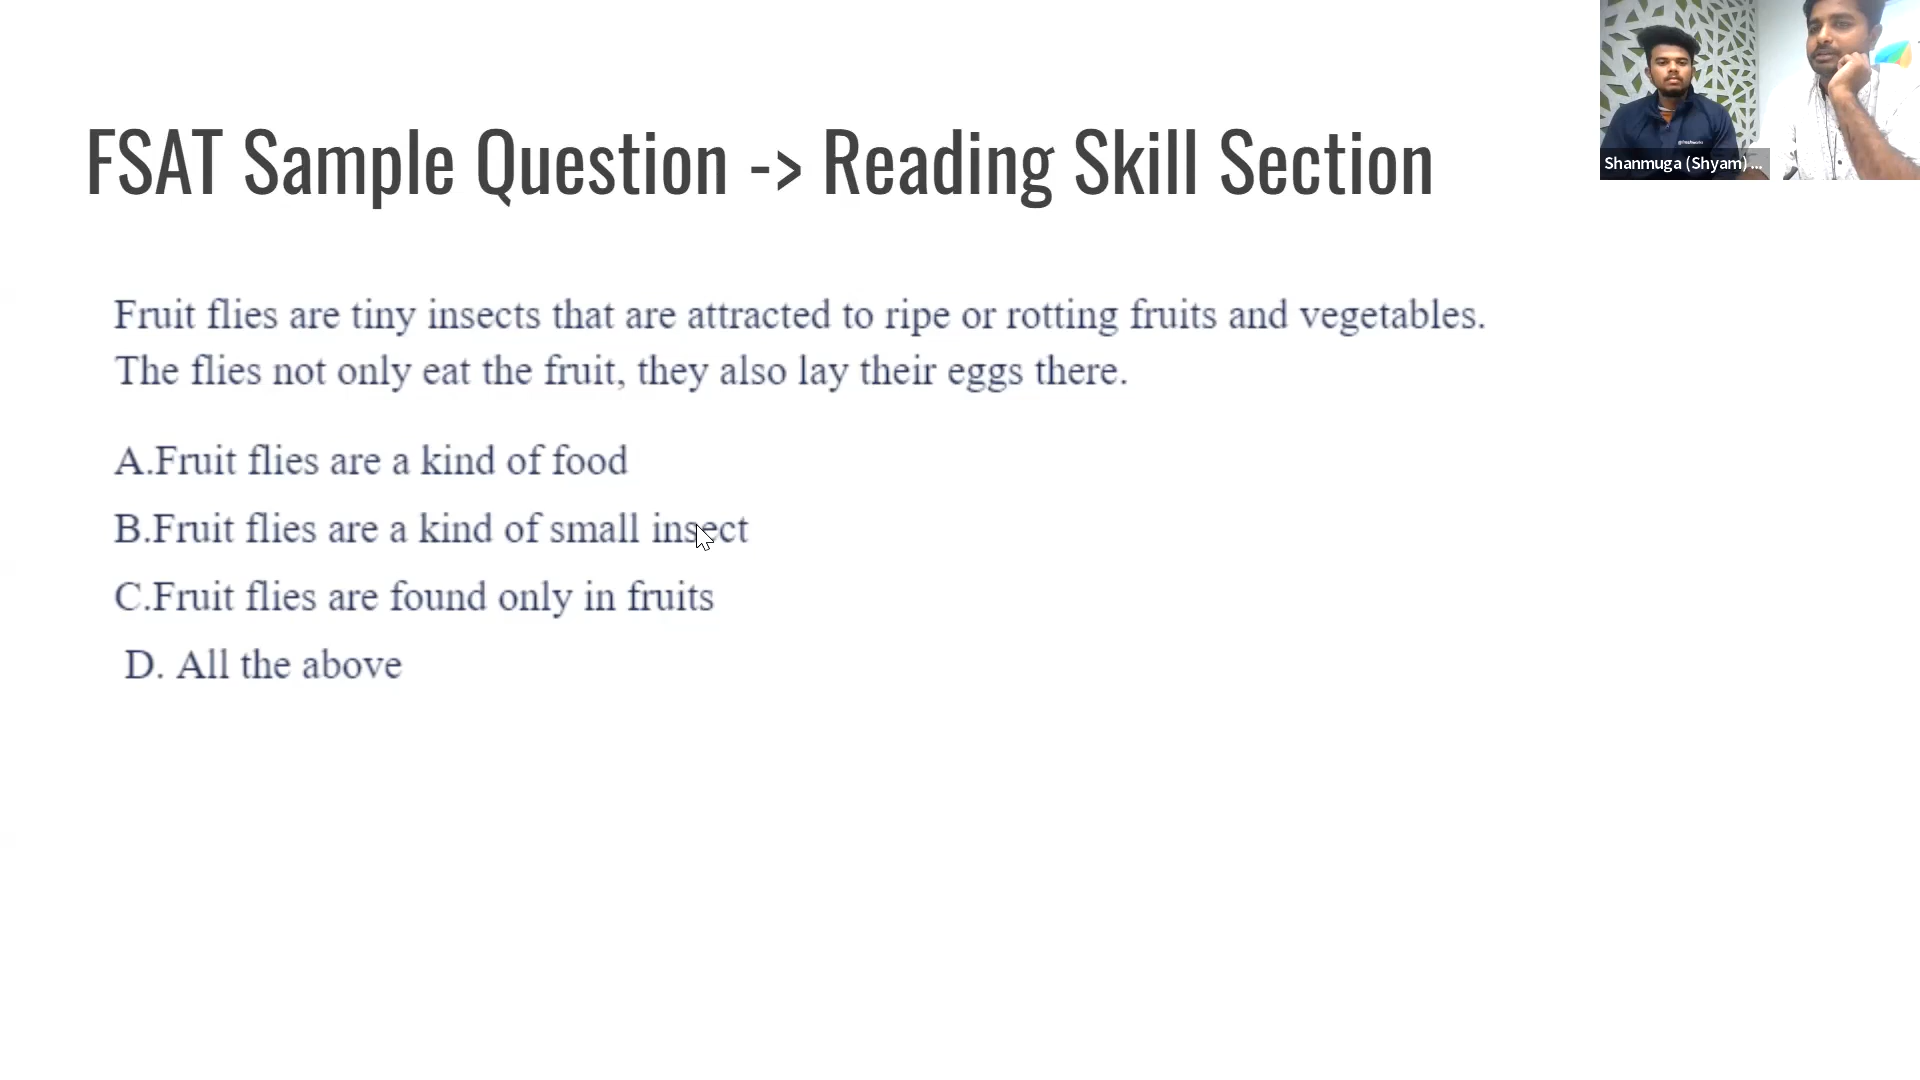 FSAT Sample Question -> Reading Skill Section
Shanmuga (Shyam) ...
Fruit flies are tiny insects that are attracted to ripe or rotting fruits and vegetables.
The flies not only eat the fruit, they also lay their eggs there.
A.Fruit flies are a kind of food
B.Fruit flies are a kind of small insect
C.Fruit flies are found only in fruits
D. All the above